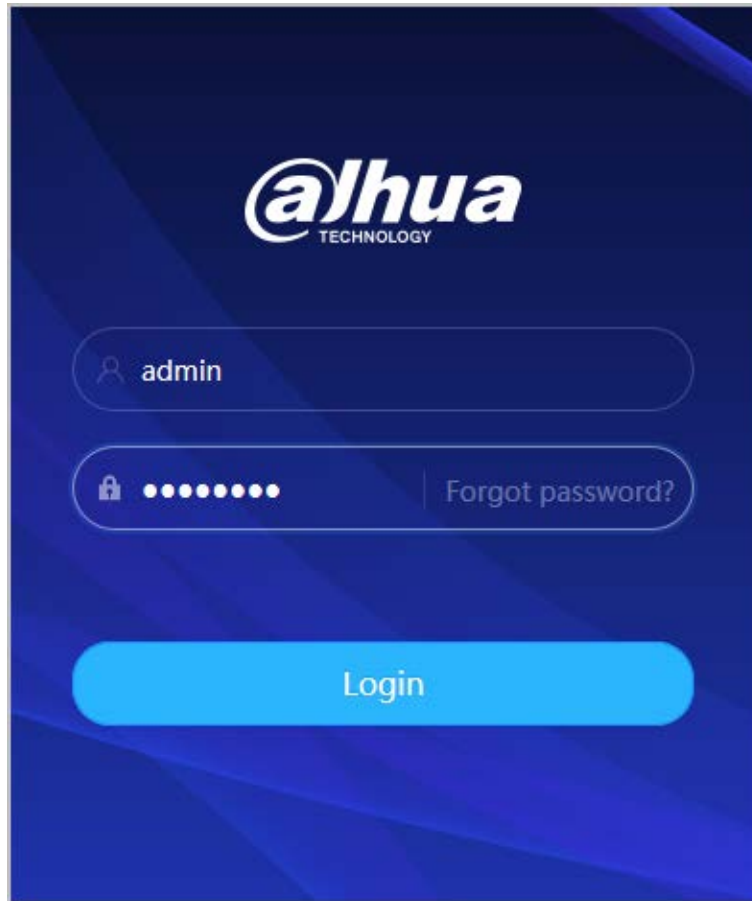 alhua
TECHNOLOGY
admin
••••••••
Forgot password?
Login